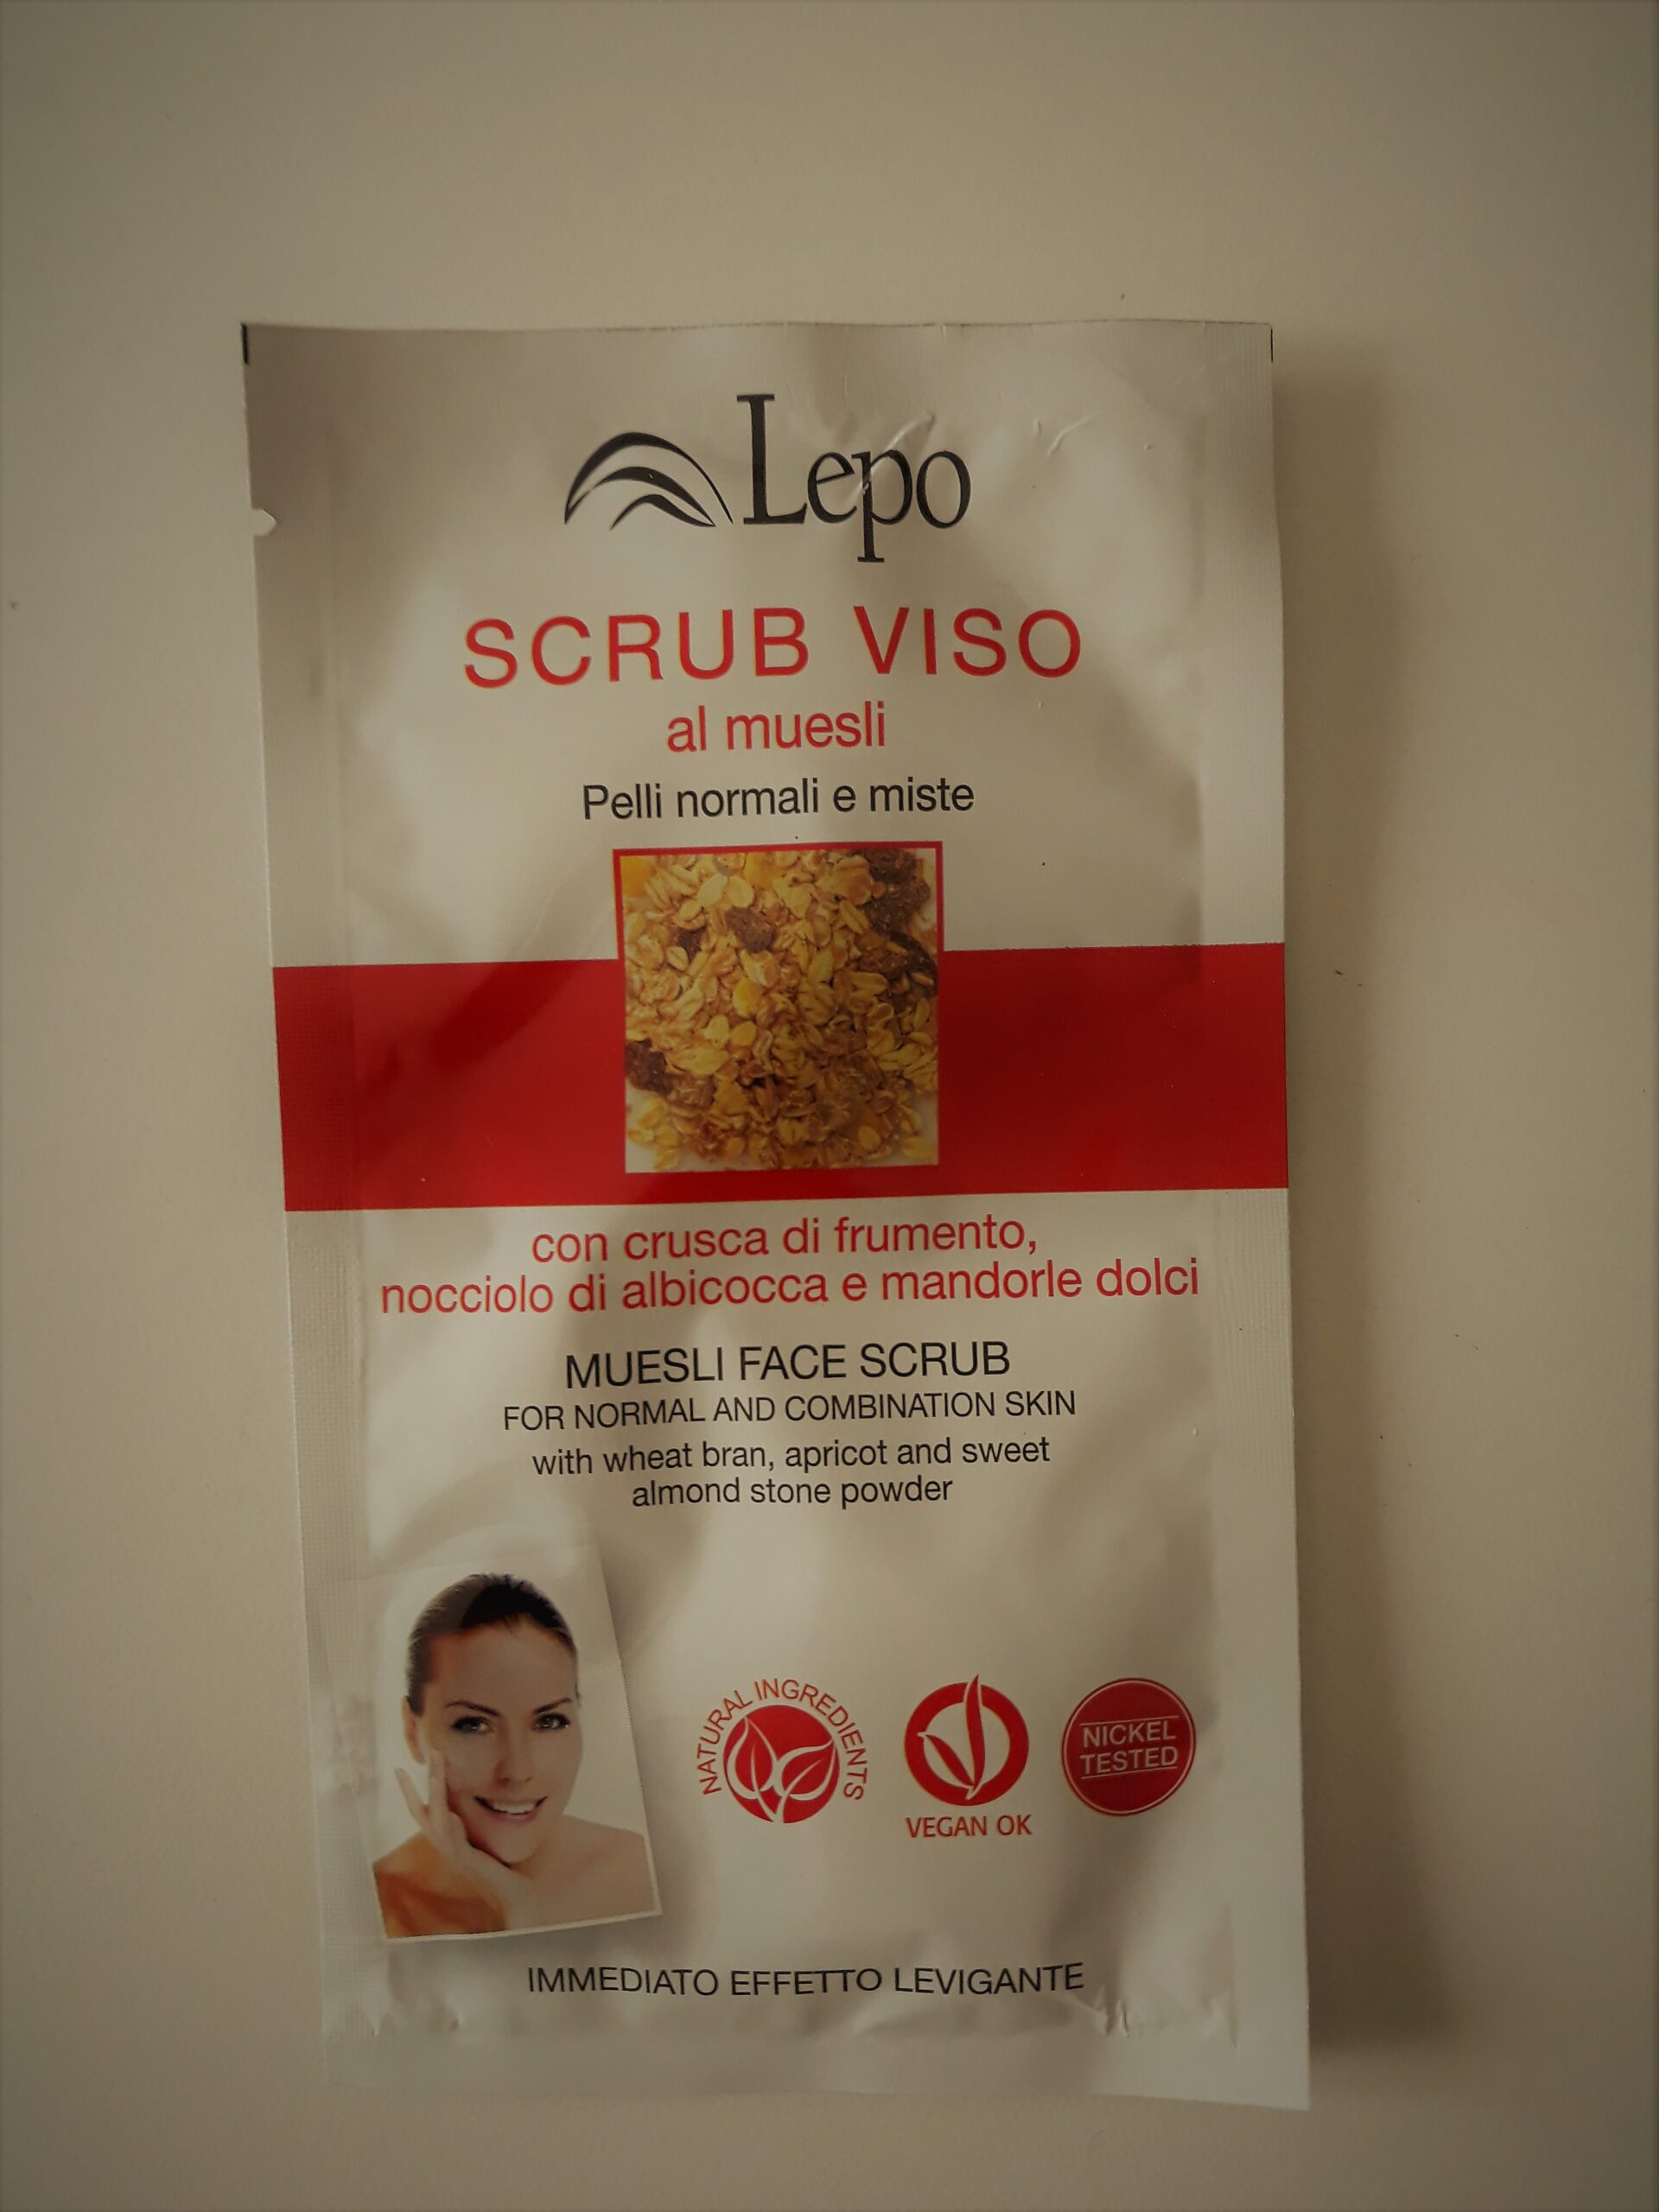 Lepo
SCRUB VISO
al muesli
Pelli normali e miste
con crusca di frumento,
nocciolo di albicocca e mandorle dolci
MUESLI FACE SCRUB
FOR NORMAL AND COMBINATION SKIN
with wheat bran, apricot and sweet
almond stone powder
NATURAL INGREDIENTS
VEGAN OK
NICKEL
TESTED
IMMEDIATO EFFETTO LEVIGANTE